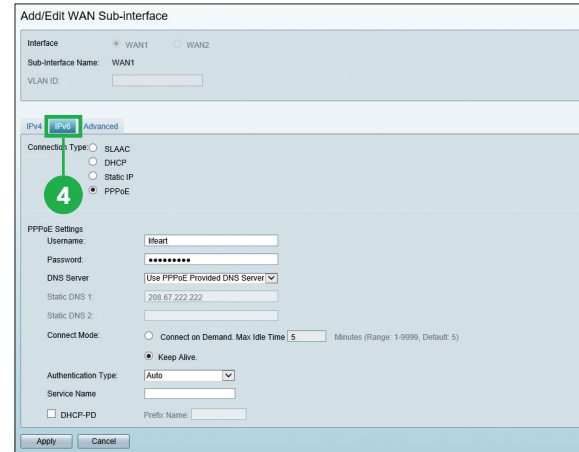 Add/Edit WAN Sub-interface
Interface WAN1 WAN2
Sub-Interface Name: WAN1
VLAN ID:
IPv4 IPv6 Advanced
Connection Type: SLAAC
DHCP
Static IP
4
PPPoE
PPPoE Settings
Username: lifeart
Password: •••••••••
DNS Server Use PPPoE Provided DNS Server
Static DNS 1: 208.67.222.222
Static DNS 2:
Connect Mode: Connect on Demand. Max Idle Time 5 Minutes (Range: 1-9999, Default: 5)
Keep Alive.
Authentication Type: Auto
Service Name
DHCP-PD Prefix Name:
Apply Cancel